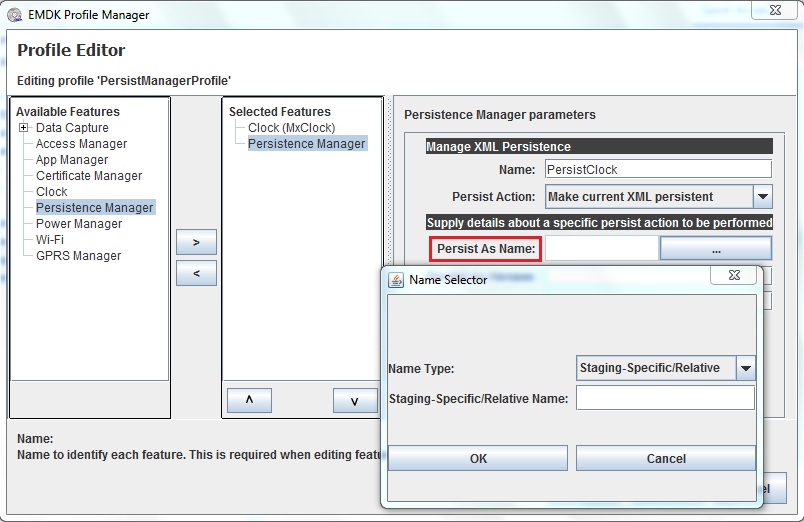 EMDK Profile Manager
Profile Editor
Editing profile 'PersistManagerProfile'
Available Features
Data Capture
Access Manager
App Manager
Certificate Manager
Clock
Persistence Manager
Power Manager
Wi-Fi
GPRS Manager
>
<
Selected Features
Clock (MxClock)
Persistence Manager
Persistence Manager parameters
Manage XML Persistence
Name: PersistClock
Persist Action: Make current XML persistent
Supply details about a specific persist action to be performed
Persist As Name: ...
Name Selector
Name Type: Staging-Specific/Relative
Staging-Specific/Relative Name:
OK Cancel
Name:
Name to identify each feature. This is required when editing